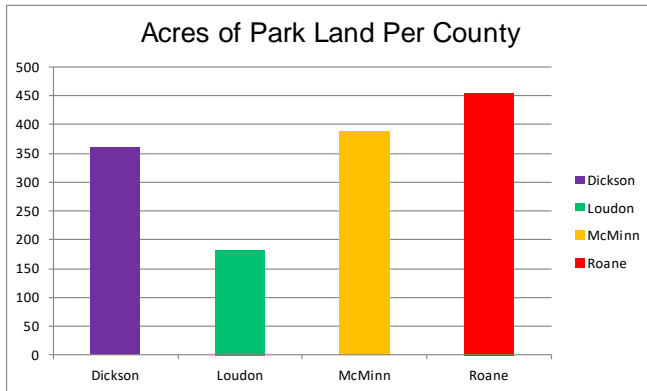 Acres of Park Land Per County
500
450
400
350
300
250
200
150
100
50
0
Dickson Loudon McMinn Roane
Dickson
Loudon
McMinn
Roane